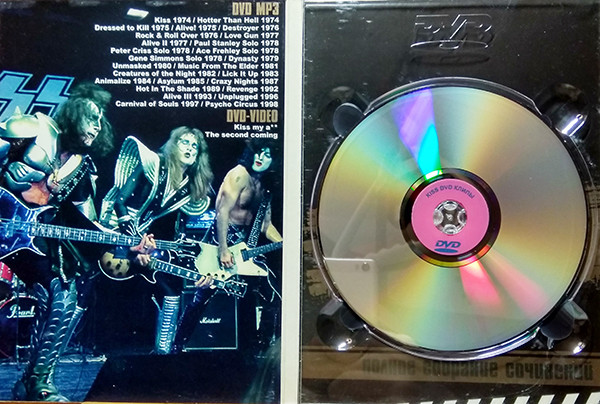 DVD MP3
Kiss 1974 / Hotter Than Hell 1974
Dressed to Kill 1975 / Alive! 1975 / Destroyer 1976
Rock & Roll Over 1976 / Love Gun 1977
Alive II 1977 / Paul Stanley Solo 1978
Peter Criss Solo 1978 / Ace Frehley Solo 1978
Gene Simmons Solo 1978 / Dynasty 1979
Unmasked 1980 / Music From The Elder 1981
Creatures of the Night 1982 / Lick It Up 1983
Animalize 1984 / Asylum 1985 / Crazy Nights 1987
Hot In The Shade 1989 / Revenge 1992
Alive III 1993 / Unplugged 1996
Carnival of Souls 1997 / Psycho Circus 1998
DVD-VIDEO
Kiss my a**
The second coming
Pearl
Marshall
DVD
KISS DVD КЛИПЫ
DVD
ПОЛНОЕ СОБРАНИЕ СОЧИНЕНИЙ